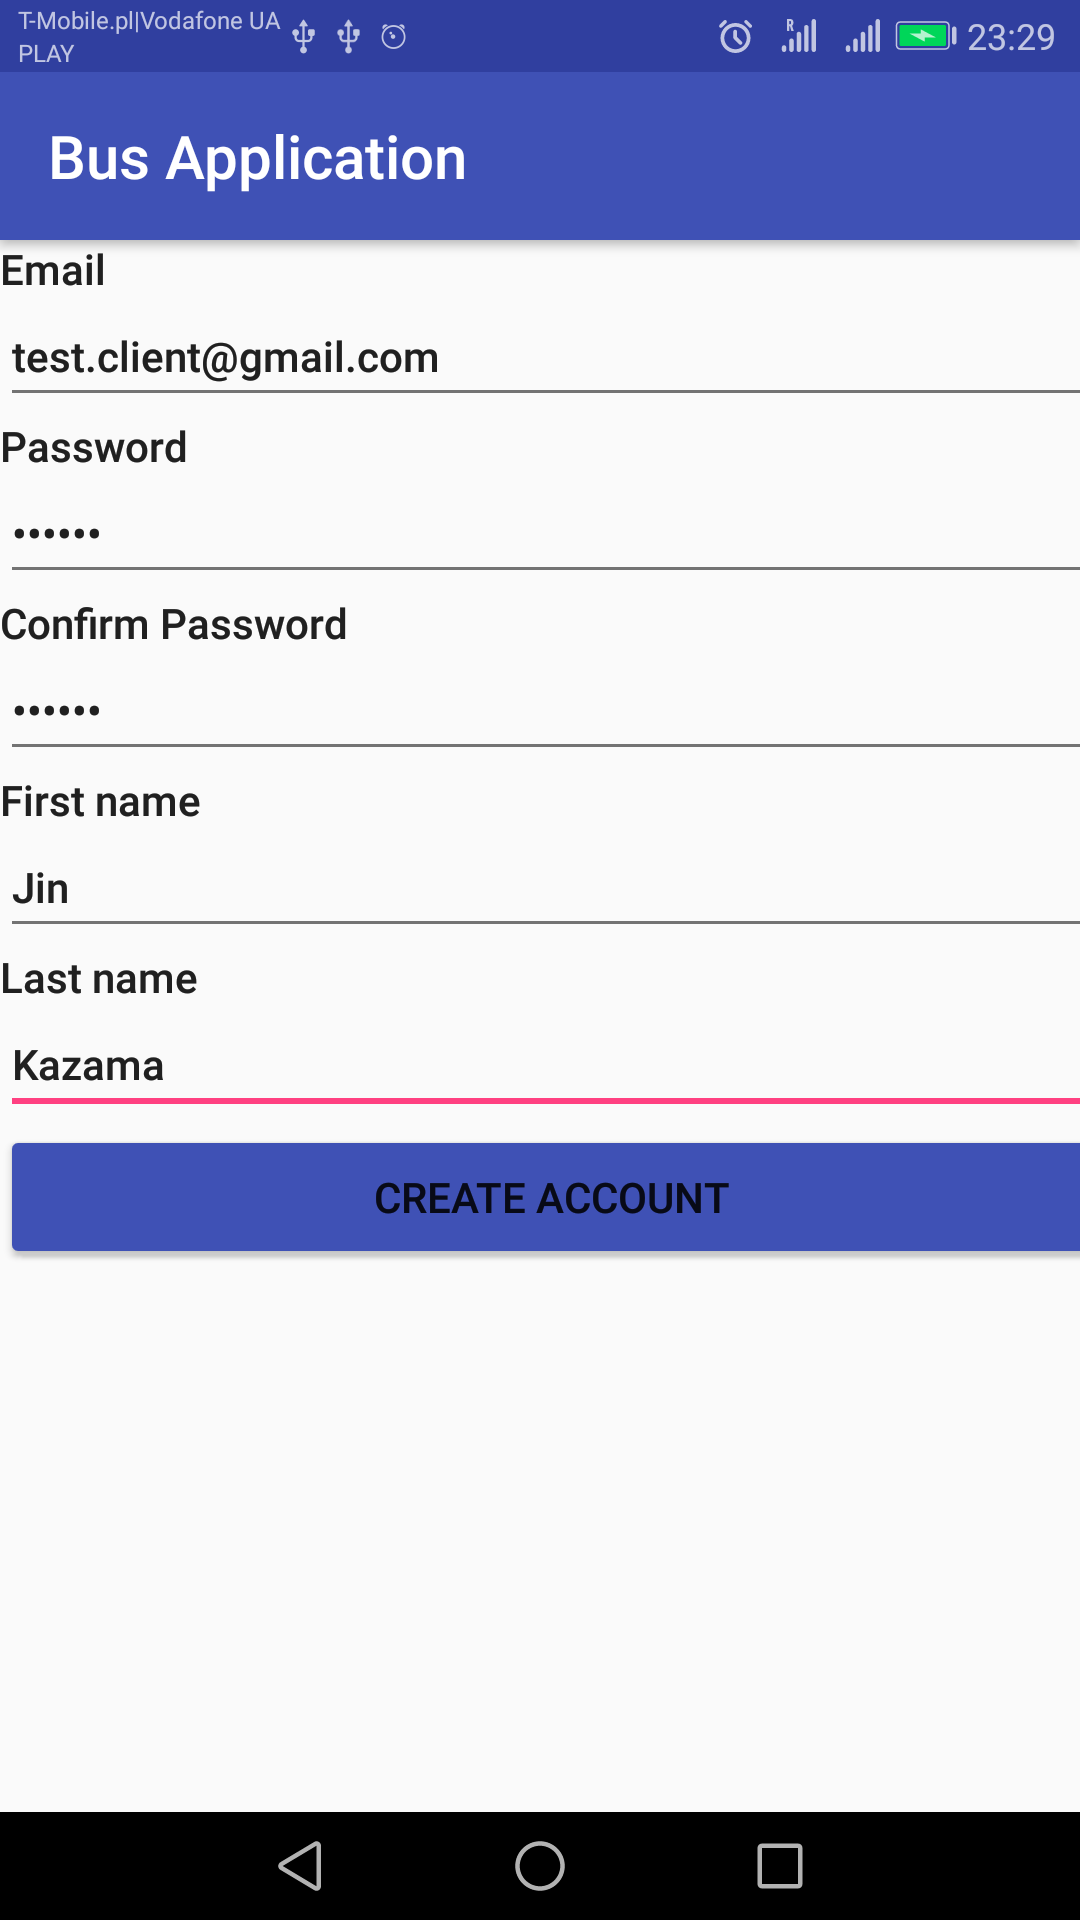 T-Mobile.pl|Vodafone UA
PLAY
R
23:29
Bus Application
Email
test.client@gmail.com
Password
••••••
Confirm Password
••••••
First name
Jin
Last name
Kazama
CREATE ACCOUNT